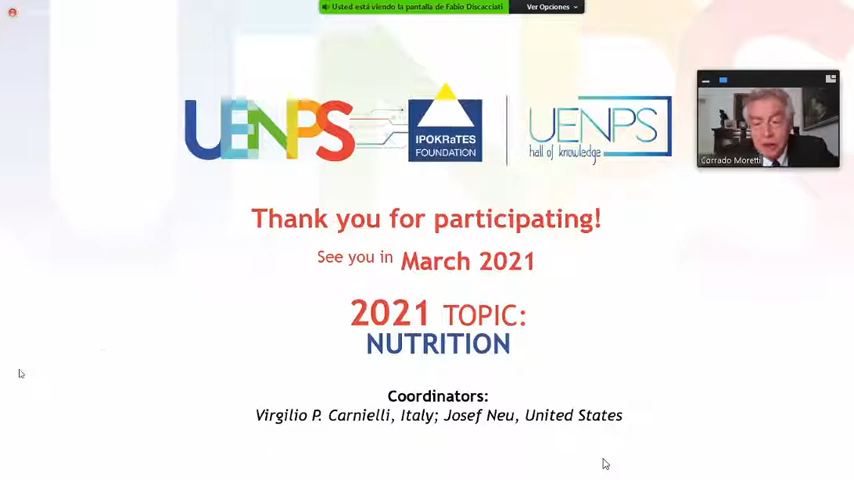 Usted está viendo la pantalla de Fabio Discacciati
Ver Opciones
UENPS
IPOKRaTES
FOUNDATION
UENPS
hall of knowledge
Corrado Moretti
Thank you for participating!
See you in March 2021
2021 TOPIC:
NUTRITION
Coordinators:
Virgilio P. Carnielli, Italy; Josef Neu, United States